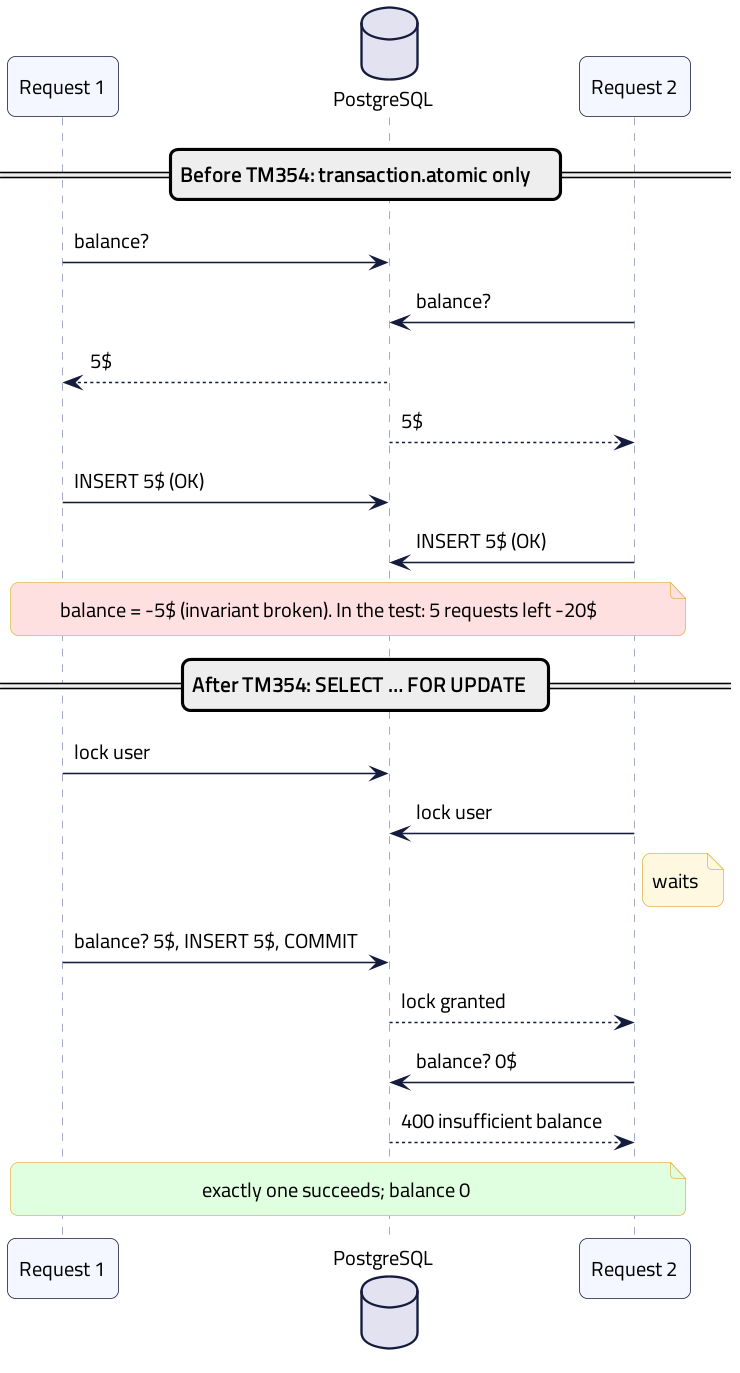 PostgreSQL
Request 1
Request 2
Before TM354: transaction.atomic only
balance?
balance?
5$
5$
INSERT 5$ (OK)
INSERT 5$ (OK)
balance = -5$ (invariant broken). In the test: 5 requests left -20$
After TM354: SELECT ... FOR UPDATE
lock user
lock user
waits
balance? 5$, INSERT 5$, COMMIT
lock granted
balance? 0$
400 insufficient balance
exactly one succeeds; balance 0
Request 1
PostgreSQL
Request 2